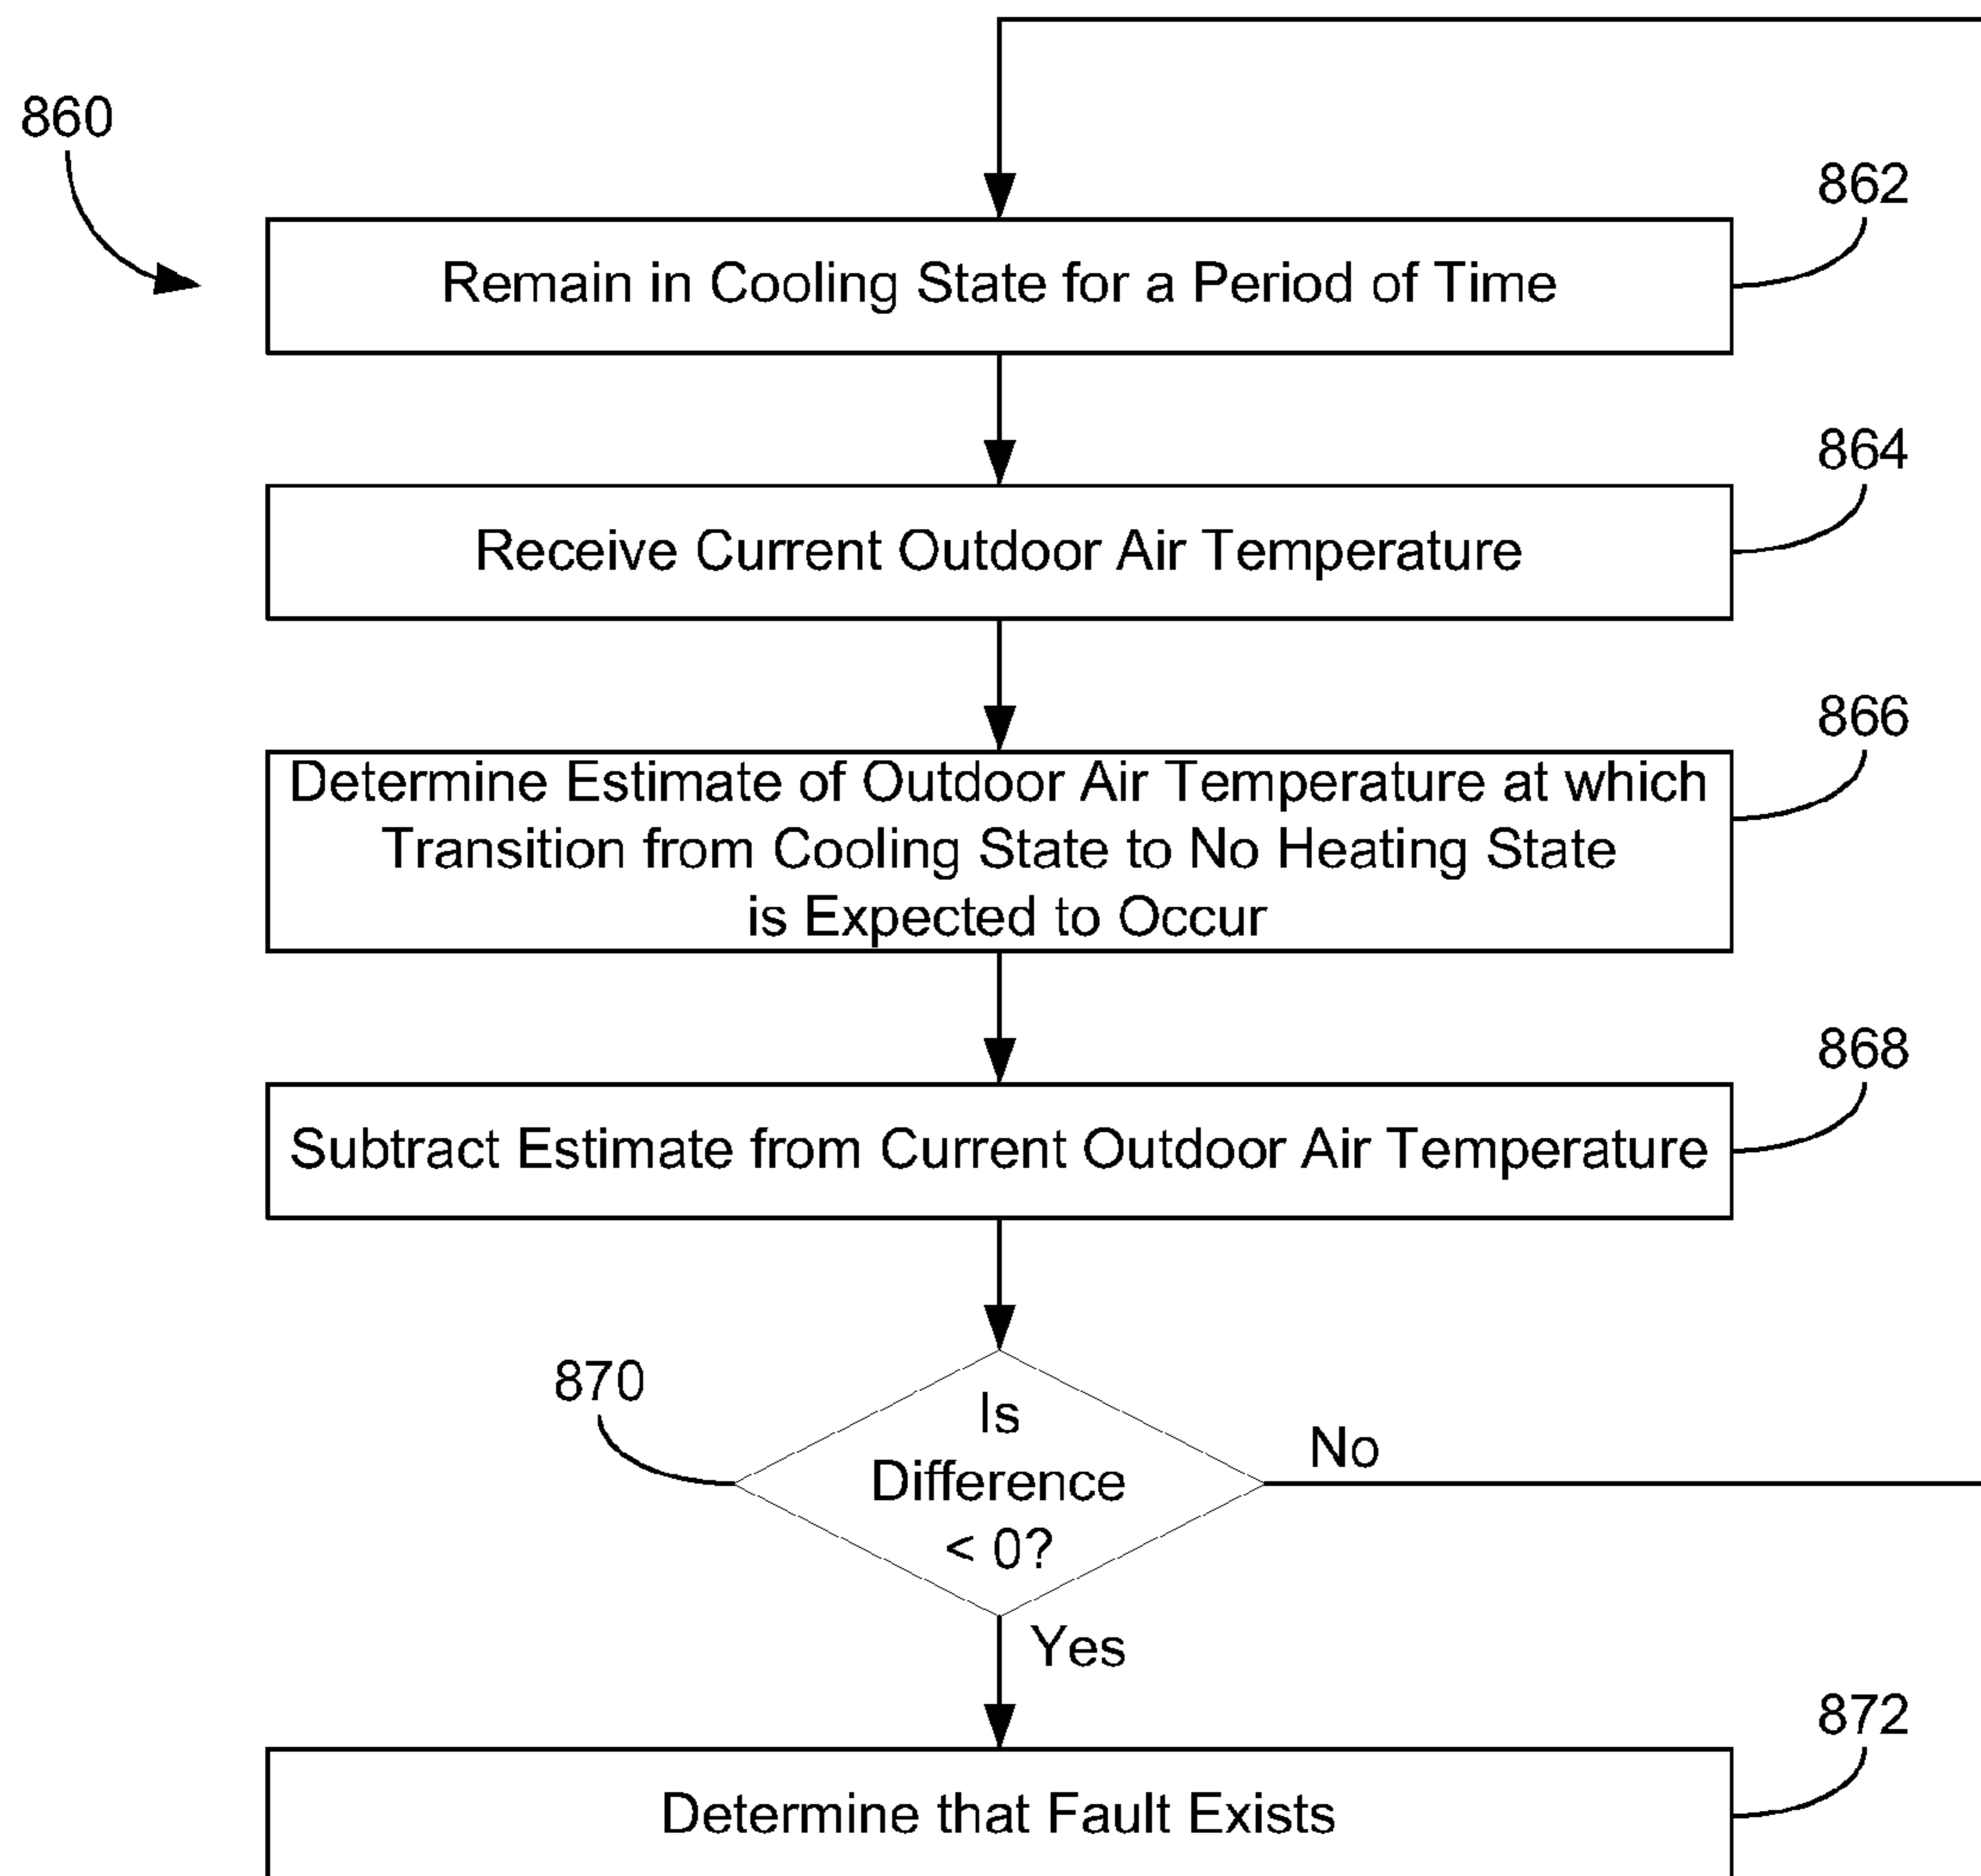 860
862
Remain in Cooling State for a Period of Time
864
Receive Current Outdoor Air Temperature
866
Determine Estimate of Outdoor Air Temperature at which
Transition from Cooling State to No Heating State
is Expected to Occur
868
Subtract Estimate from Current Outdoor Air Temperature
870
Is
Difference
< 0?
No
Yes
872
Determine that Fault Exists